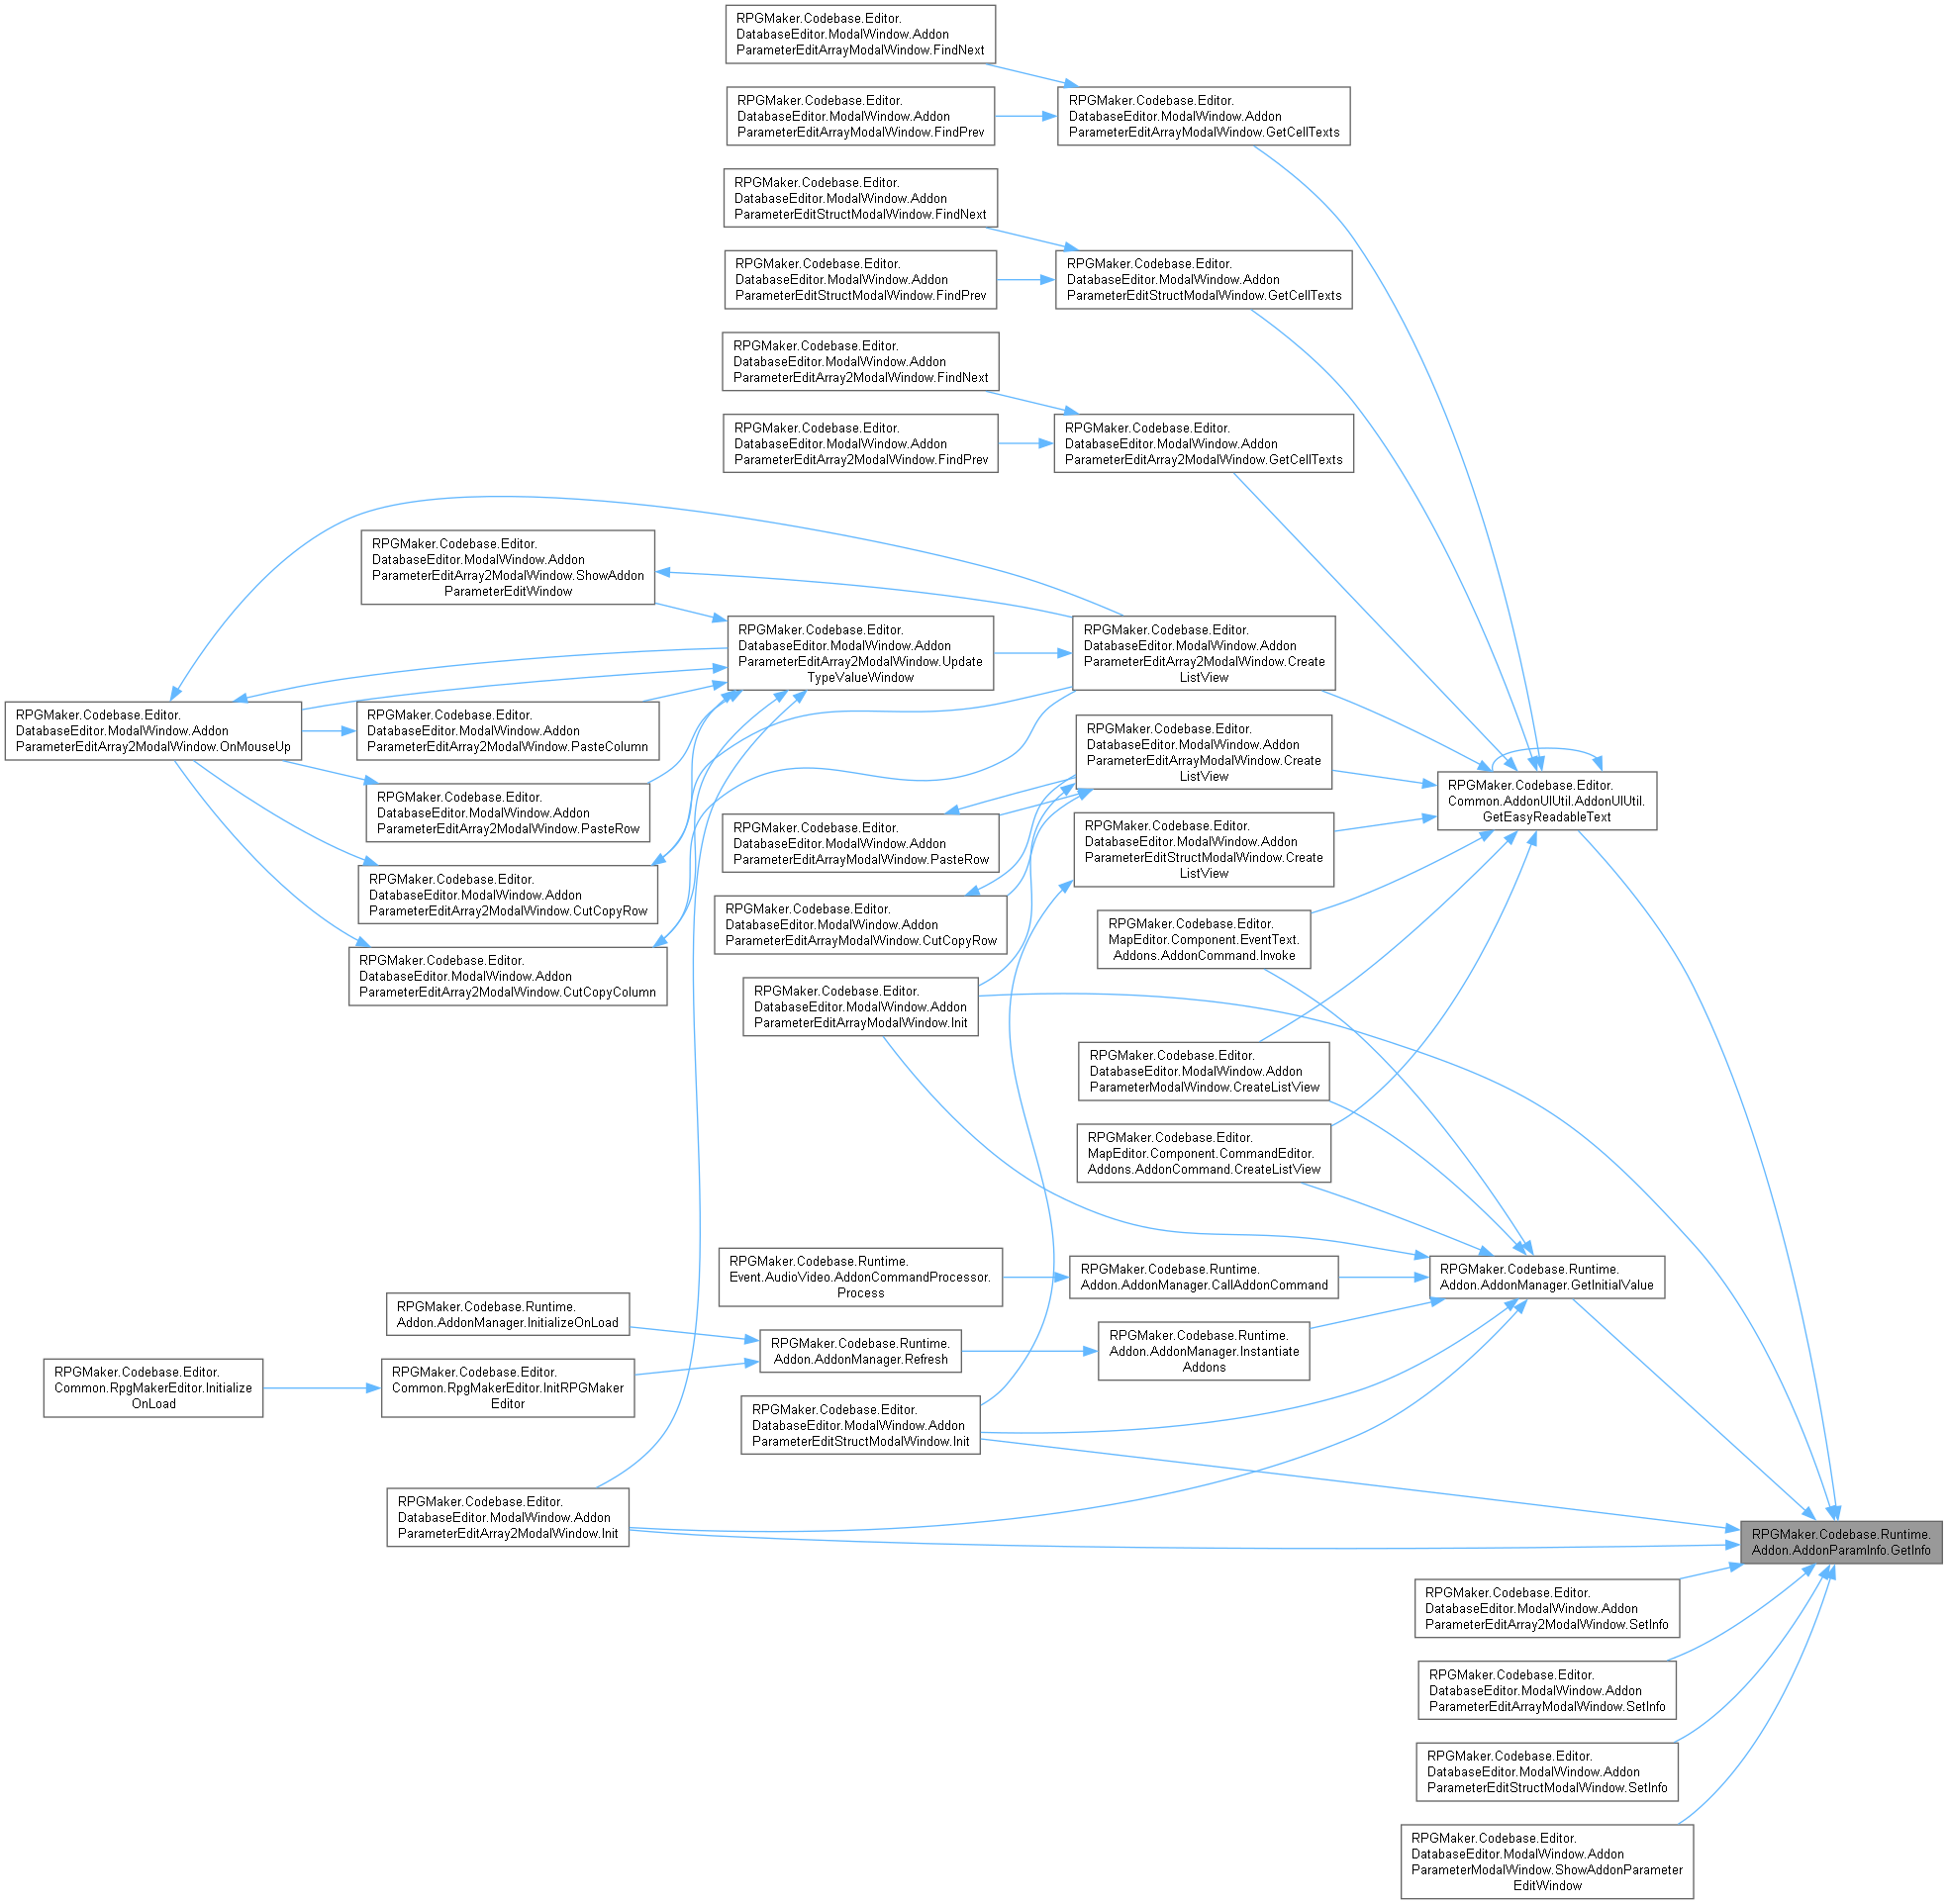 RPGMaker.Codebase.Editor.
DatabaseEditor.ModalWindow.Addon
ParameterEditArrayModalWindow.FindNext
RPGMaker.Codebase.Editor.
DatabaseEditor.ModalWindow.Addon
ParameterEditArrayModalWindow.FindPrev
RPGMaker.Codebase.Editor.
DatabaseEditor.ModalWindow.Addon
ParameterEditArrayModalWindow.GetCellTexts
RPGMaker.Codebase.Editor.
DatabaseEditor.ModalWindow.Addon
ParameterEditStructModalWindow.FindNext
RPGMaker.Codebase.Editor.
DatabaseEditor.ModalWindow.Addon
ParameterEditStructModalWindow.FindPrev
RPGMaker.Codebase.Editor.
DatabaseEditor.ModalWindow.Addon
ParameterEditStructModalWindow.GetCellTexts
RPGMaker.Codebase.Editor.
DatabaseEditor.ModalWindow.Addon
ParameterEditArray2ModalWindow.FindNext
RPGMaker.Codebase.Editor.
DatabaseEditor.ModalWindow.Addon
ParameterEditArray2ModalWindow.FindPrev
RPGMaker.Codebase.Editor.
DatabaseEditor.ModalWindow.Addon
ParameterEditArray2ModalWindow.GetCellTexts
RPGMaker.Codebase.Editor.
DatabaseEditor.ModalWindow.Addon
ParameterEditArray2ModalWindow.ShowAddon
ParameterEditWindow
RPGMaker.Codebase.Editor.
DatabaseEditor.ModalWindow.Addon
ParameterEditArray2ModalWindow.Update
TypeValueWindow
RPGMaker.Codebase.Editor.
DatabaseEditor.ModalWindow.Addon
ParameterEditArray2ModalWindow.Create
ListView
RPGMaker.Codebase.Editor.
DatabaseEditor.ModalWindow.Addon
ParameterEditArray2ModalWindow.OnMouseUp
RPGMaker.Codebase.Editor.
DatabaseEditor.ModalWindow.Addon
ParameterEditArray2ModalWindow.PasteColumn
RPGMaker.Codebase.Editor.
DatabaseEditor.ModalWindow.Addon
ParameterEditArrayModalWindow.Create
ListView
RPGMaker.Codebase.Editor.
Common.AddonUIUtil.AddonUIUtil.
GetEasyReadableText
RPGMaker.Codebase.Editor.
DatabaseEditor.ModalWindow.Addon
ParameterEditArray2ModalWindow.PasteRow
RPGMaker.Codebase.Editor.
DatabaseEditor.ModalWindow.Addon
ParameterEditArrayModalWindow.PasteRow
RPGMaker.Codebase.Editor.
DatabaseEditor.ModalWindow.Addon
ParameterEditStructModalWindow.Create
ListView
RPGMaker.Codebase.Editor.
DatabaseEditor.ModalWindow.Addon
ParameterEditArray2ModalWindow.CutCopyRow
RPGMaker.Codebase.Editor.
DatabaseEditor.ModalWindow.Addon
ParameterEditArrayModalWindow.CutCopyRow
RPGMaker.Codebase.Editor.
MapEditor.Component.EventText.
Addons.AddonCommand.Invoke
RPGMaker.Codebase.Editor.
DatabaseEditor.ModalWindow.Addon
ParameterEditArray2ModalWindow.CutCopyColumn
RPGMaker.Codebase.Editor.
DatabaseEditor.ModalWindow.Addon
ParameterEditArrayModalWindow.Init
RPGMaker.Codebase.Editor.
DatabaseEditor.ModalWindow.Addon
ParameterModalWindow.CreateListView
RPGMaker.Codebase.Editor.
MapEditor.Component.CommandEditor.
Addons.AddonCommand.CreateListView
RPGMaker.Codebase.Runtime.
Event.AudioVideo.AddonCommandProcessor.
Process
RPGMaker.Codebase.Runtime.
Addon.AddonManager.CallAddonCommand
RPGMaker.Codebase.Runtime.
Addon.AddonManager.GetInitialValue
RPGMaker.Codebase.Runtime.
Addon.AddonManager.InitializeOnLoad
RPGMaker.Codebase.Runtime.
Addon.AddonManager.Refresh
RPGMaker.Codebase.Runtime.
Addon.AddonManager.Instantiate
Addons
RPGMaker.Codebase.Editor.
Common.RpgMakerEditor.Initialize
OnLoad
RPGMaker.Codebase.Editor.
Common.RpgMakerEditor.InitRPGMaker
Editor
RPGMaker.Codebase.Editor.
DatabaseEditor.ModalWindow.Addon
ParameterEditStructModalWindow.Init
RPGMaker.Codebase.Editor.
DatabaseEditor.ModalWindow.Addon
ParameterEditArray2ModalWindow.Init
RPGMaker.Codebase.Runtime.
Addon.AddonParamInfo.GetInfo
RPGMaker.Codebase.Editor.
DatabaseEditor.ModalWindow.Addon
ParameterEditArray2ModalWindow.SetInfo
RPGMaker.Codebase.Editor.
DatabaseEditor.ModalWindow.Addon
ParameterEditArrayModalWindow.SetInfo
RPGMaker.Codebase.Editor.
DatabaseEditor.ModalWindow.Addon
ParameterEditStructModalWindow.SetInfo
RPGMaker.Codebase.Editor.
DatabaseEditor.ModalWindow.Addon
ParameterModalWindow.ShowAddonParameter
EditWindow